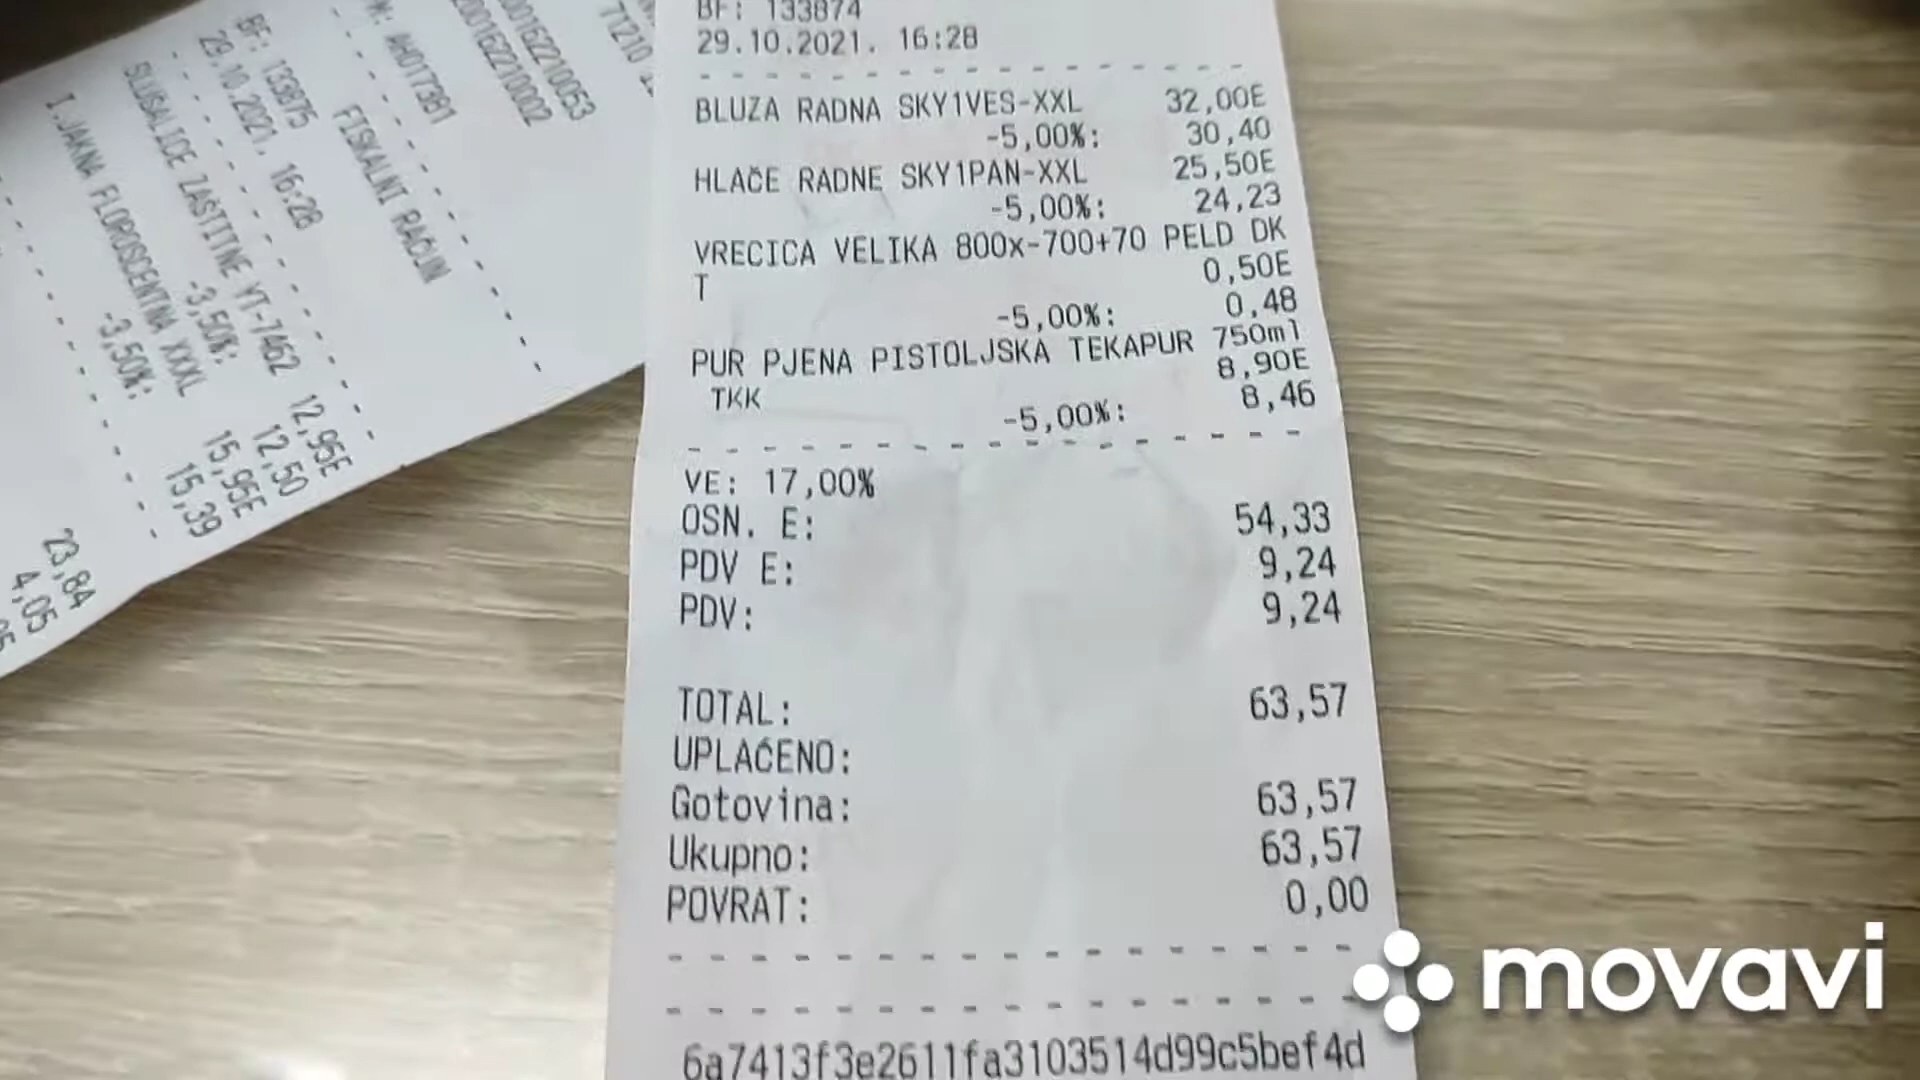 BF: 133874
29.10.2021. 16:28
BLUZA RADNA SKY1VES-XXL 32,00E
-5,00%: 30,40
HLAČE RADNE SKY1PAN-XXL 25,50E
-5,00%: 24,23
VRECICA VELIKA 800x-700+70 PELD DK
T 0,50E
-5,00%: 0,48
PUR PJENA PISTOLJSKA TEKAPUR 750ml
TKK 8,90E
-5,00%: 8,46
VE: 17,00%
OSN. E: 54,33
PDV E: 9,24
PDV: 9,24
TOTAL: 63,57
UPLAĆENO:
Gotovina: 63,57
Ukupno: 63,57
POVRAT: 0,00
6a7413f3e2611fa3103514d99c5bef4d
71210
AH017381
FISKALNI RAČUN
BF: 133875
29.10.2021. 16:28
SLUSALICE ZAŠTITNE YT-7462 12,95E
-3,50%: 12,50
I.JAKNA FLOROSCENTNA XXXL 15,95E
-3,50%: 15,39
23,84
4,05
movavi